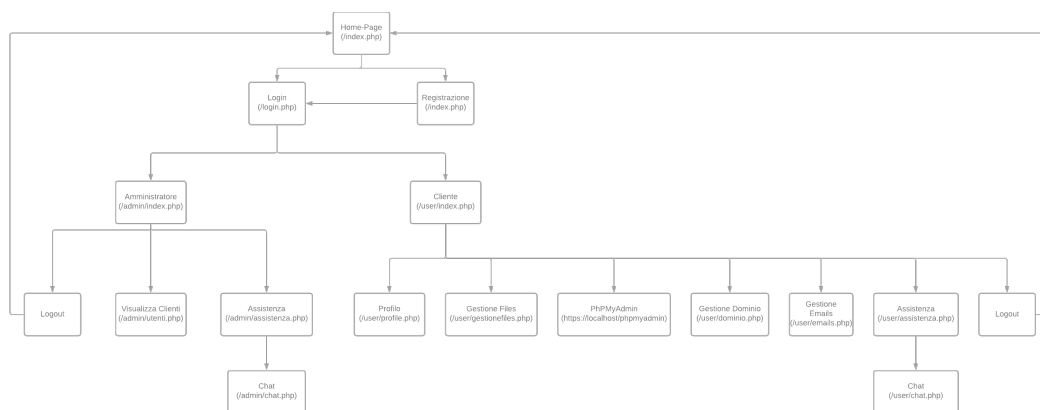 Home-Page
(/index.php)
Login
(/login.php)
Registrazione
(/index.php)
Amministratore
(/admin/index.php)
Cliente
(/user/index.php)
Logout
Visualizza Clienti
(/admin/utenti.php)
Assistenza
(/admin/assistenza.php)
Profilo
(/user/profile.php)
Gestione Files
(/user/gestionefiles.php)
PhPMyAdmin
(https://localhost/phpmyadmin)
Gestione Dominio
(/user/dominio.php)
Gestione
Emails
(/user/emails.php)
Assistenza
(/user/assistenza.php)
Logout
Chat
(/admin/chat.php)
Chat
(/user/chat.php)